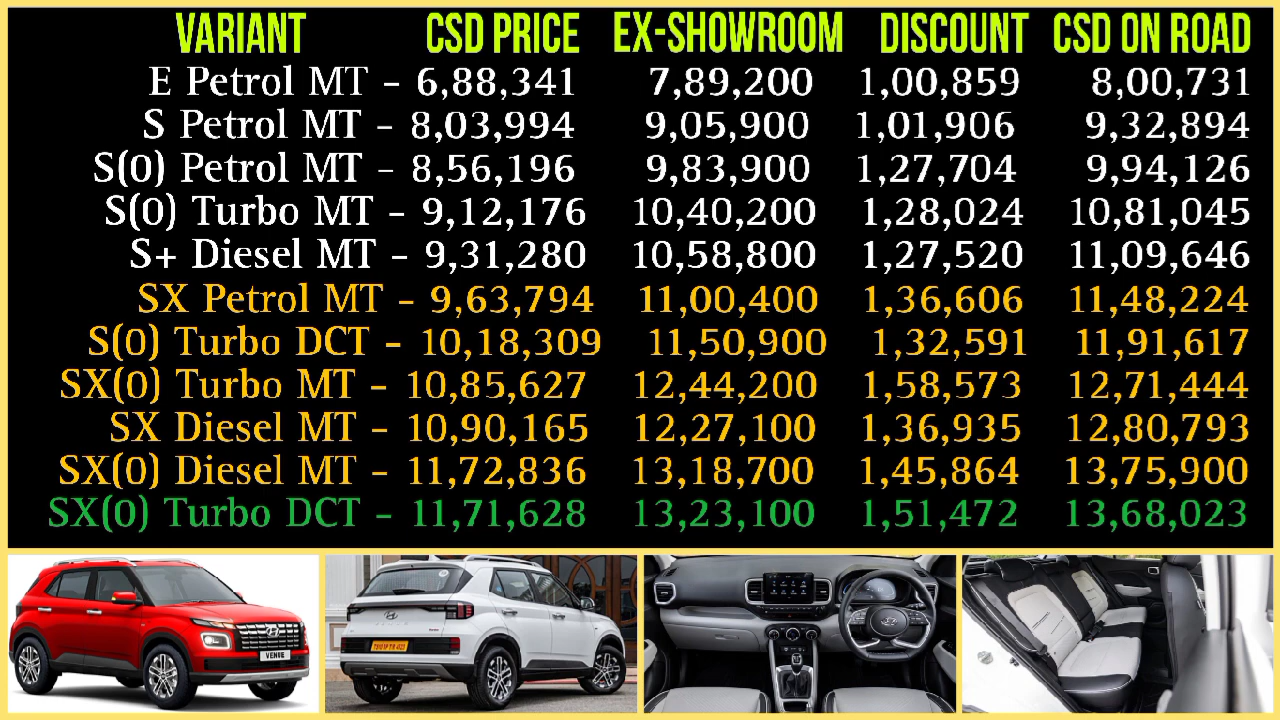 VARIANT CSD PRICE EX-SHOWROOM DISCOUNT CSD ON ROAD
E Petrol MT - 6,88,341 7,89,200 1,00,859 8,00,731
S Petrol MT - 8,03,994 9,05,900 1,01,906 9,32,894
S(O) Petrol MT - 8,56,196 9,83,900 1,27,704 9,94,126
S(O) Turbo MT - 9,12,176 10,40,200 1,28,024 10,81,045
S+ Diesel MT - 9,31,280 10,58,800 1,27,520 11,09,646
SX Petrol MT - 9,63,794 11,00,400 1,36,606 11,48,224
S(O) Turbo DCT - 10,18,309 11,50,900 1,32,591 11,91,617
SX(O) Turbo MT - 10,85,627 12,44,200 1,58,573 12,71,444
SX Diesel MT - 10,90,165 12,27,100 1,36,935 12,80,793
SX(O) Diesel MT - 11,72,836 13,18,700 1,45,864 13,75,900
SX(O) Turbo DCT - 11,71,628 13,23,100 1,51,472 13,68,023
VENUE